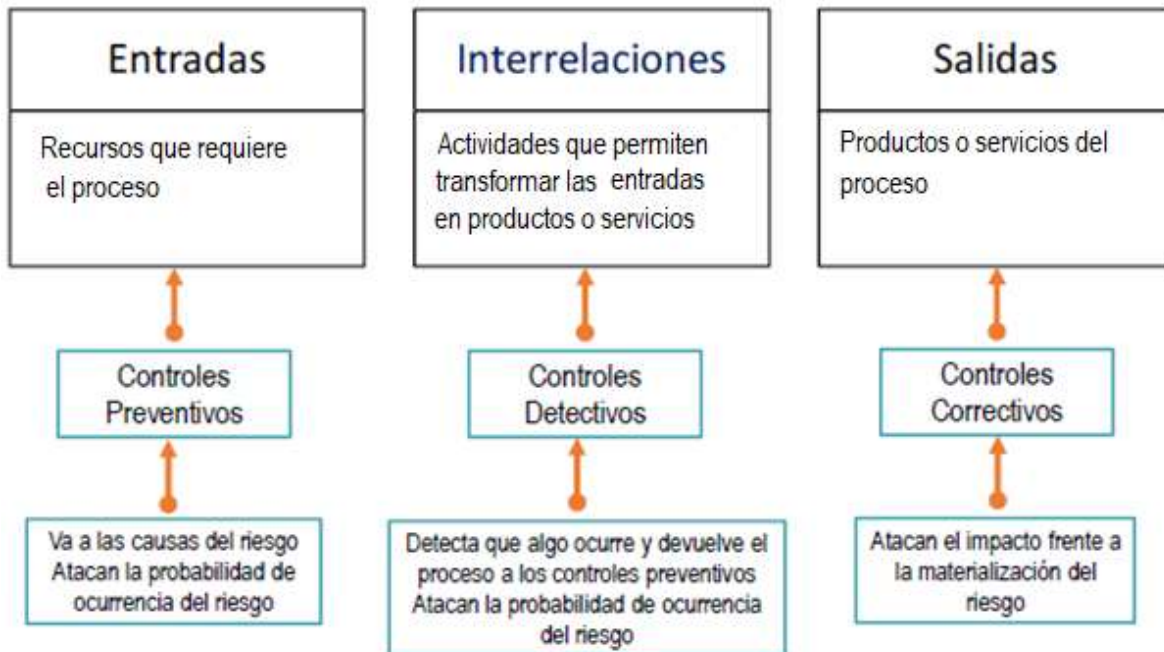 Entradas
Recursos que requiere
el proceso
Controles
Preventivos
Va a las causas del riesgo
Atacan la probabilidad de
ocurrencia del riesgo
Interrelaciones
Actividades que permiten
transformar las entradas
en productos o servicios
Controles
Detectivos
Detecta que algo ocurre y devuelve el
proceso a los controles preventivos
Atacan la probabilidad de ocurrencia
del riesgo
Salidas
Productos o servicios del
proceso
Controles
Correctivos
Atacan el impacto frente a
la materialización del
riesgo